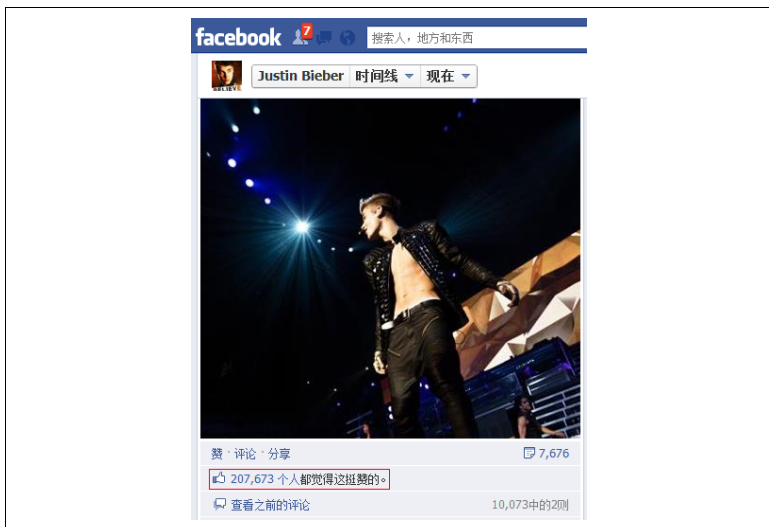 facebook 7 搜索人，地方和东西
Justin Bieber 时间线 现在
BELIEVE
赞 · 评论 · 分享 7,676
207,673 个人都觉得这挺赞的。
查看之前的评论 10,073中的2则